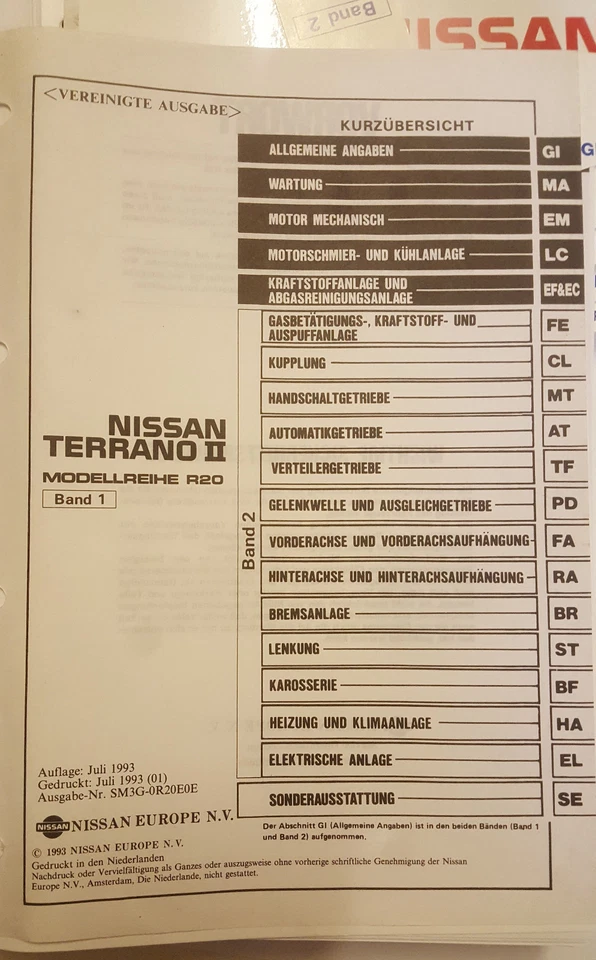 Band 2
NISSAN
<VEREINIGTE AUSGABE>
KURZÜBERSICHT
ALLGEMEINE ANGABEN GI
WARTUNG MA
MOTOR MECHANISCH EM
MOTORSCHMIER- UND KÜHLANLAGE LC
KRAFTSTOFFANLAGE UND
ABGASREINIGUNGSANLAGE EF&EC
GASBETÄTIGUNGS-, KRAFTSTOFF- UND
AUSPUFFANLAGE FE
KUPPLUNG CL
HANDSCHALTGETRIEBE MT
AUTOMATIKGETRIEBE AT
VERTEILERGETRIEBE TF
GELENKWELLE UND AUSGLEICHGETRIEBE PD
VORDERACHSE UND VORDERACHSAUFHÄNGUNG FA
HINTERACHSE UND HINTERACHSAUFHÄNGUNG RA
BREMSANLAGE BR
LENKUNG ST
KAROSSERIE BF
HEIZUNG UND KLIMAANLAGE HA
ELEKTRISCHE ANLAGE EL
SONDERAUSSTATTUNG SE
Band 2
NISSAN
TERRANO II
MODELLREIHE R20
Band 1
Auflage: Juli 1993
Gedruckt: Juli 1993 (01)
Ausgabe-Nr. SM3G-0R20E0E
NISSAN NISSAN EUROPE N.V.
Der Abschnitt GI (Allgemeine Angaben) ist in den beiden Bänden (Band 1
und Band 2) aufgenommen.
© 1993 NISSAN EUROPE N.V.
Gedruckt in den Niederlanden
Nachdruck oder Vervielfältigung als Ganzes oder auszugsweise ohne vorherige schriftliche Genehmigung der Nissan
Europe N.V., Amsterdam, Die Niederlande, nicht gestattet.